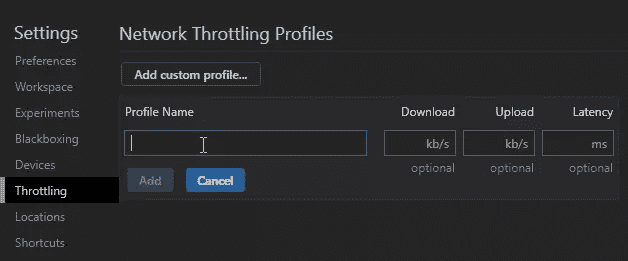 Settings
Preferences
Workspace
Experiments
Blackboxing
Devices
Throttling
Locations
Shortcuts
Network Throttling Profiles
Add custom profile...
Profile Name Download Upload Latency
kb/s kb/s ms
optional optional optional
Add Cancel